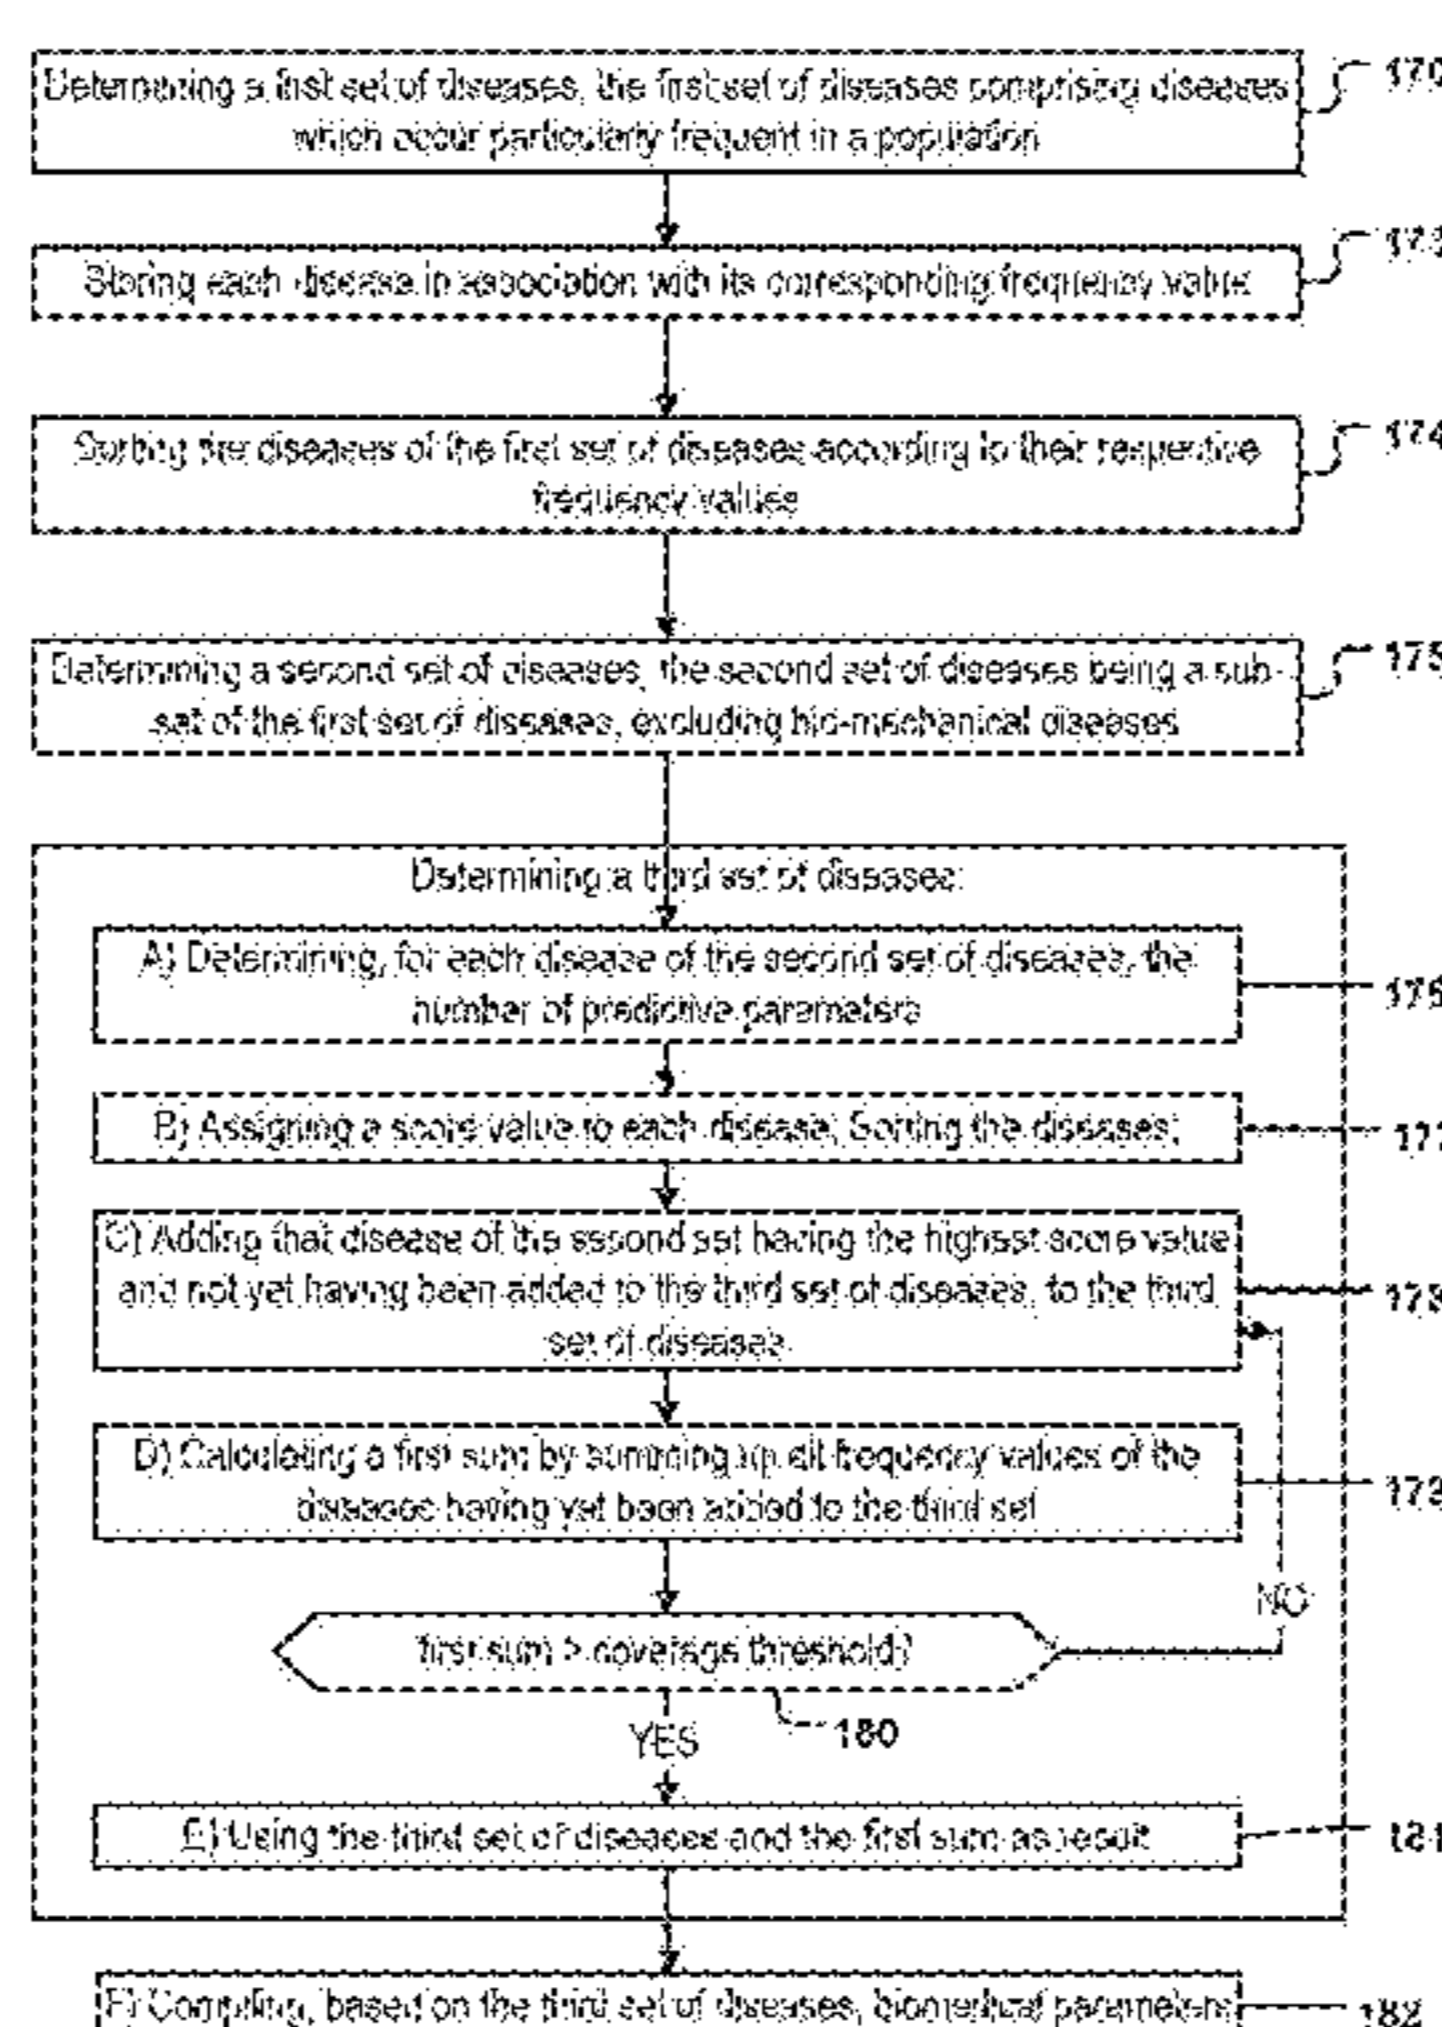 Determining a first set of diseases, the first set of diseases comprising diseases
170
which occur particularly frequent in a population
Storing each disease in association with its corresponding frequency value
Sorting the diseases of the first set of diseases according to their respective
174
frequency values
Determining a second set of diseases, the second set of diseases being a sub-
175
set of the first set of diseases, excluding bio-mechanical diseases
Determining a third set of diseases:
A) Determining, for each disease of the second set of diseases, the
number of predictive parameters
176
B) Assigning a score value to each disease; Sorting the diseases;
C) Adding that disease of the second set having the highest score value
and not yet having been added to the third set of diseases, to the third
178
set of diseases
D) Calculating a first sum by summing up all frequency values of the
179
diseases having yet been added to the third set
NO
first sum > coverage threshold?
YES
180
E) Using the third set of diseases and the first sum as result
181
F) Compiling, based on the third set of diseases, biomedical parameters
182